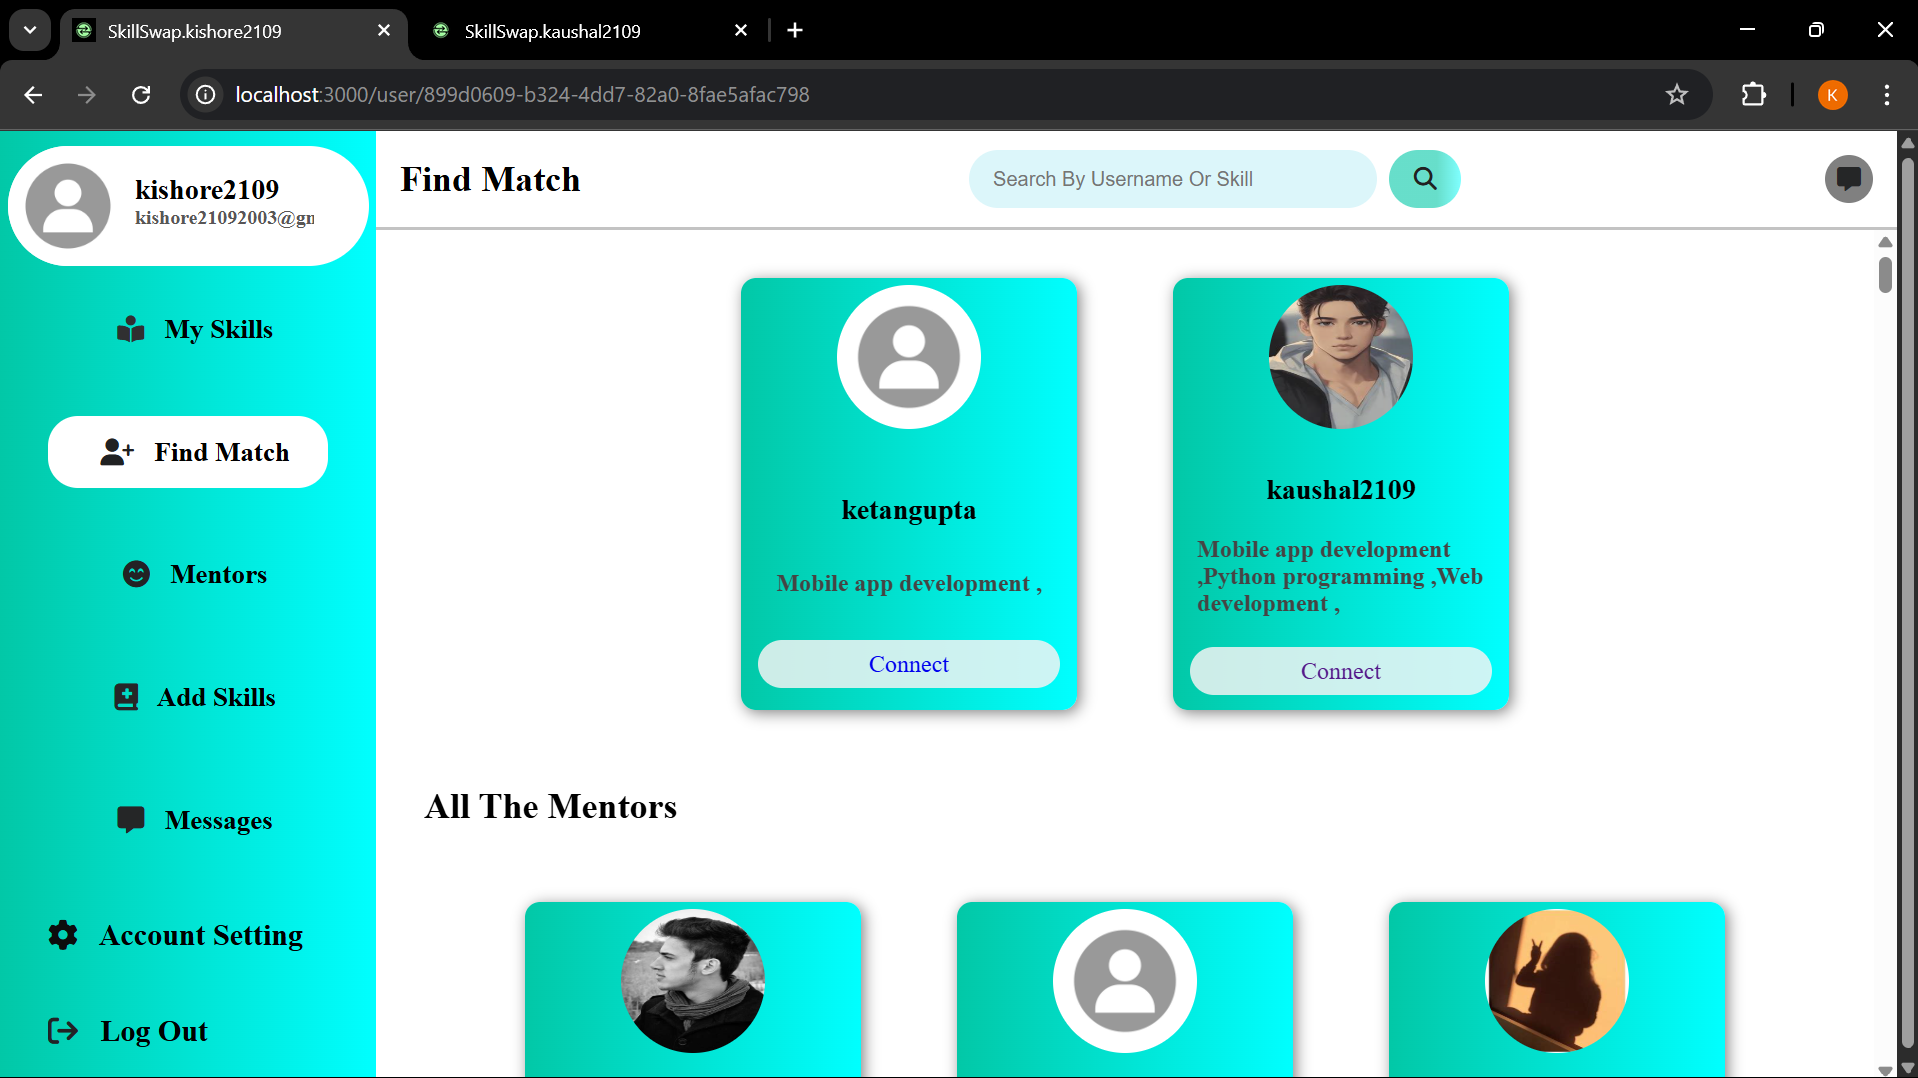 SkillSwap.kishore2109
SkillSwap.kaushal2109
localhost:3000/user/899d0609-b324-4dd7-82a0-8fae5afac798
K
kishore2109
kishore21092003@gm
My Skills
Find Match
Mentors
Add Skills
Messages
Account Setting
Log Out
Find Match
Search By Username Or Skill
ketangupta
Mobile app development ,
Connect
kaushal2109
Mobile app development
,Python programming ,Web
development ,
Connect
All The Mentors